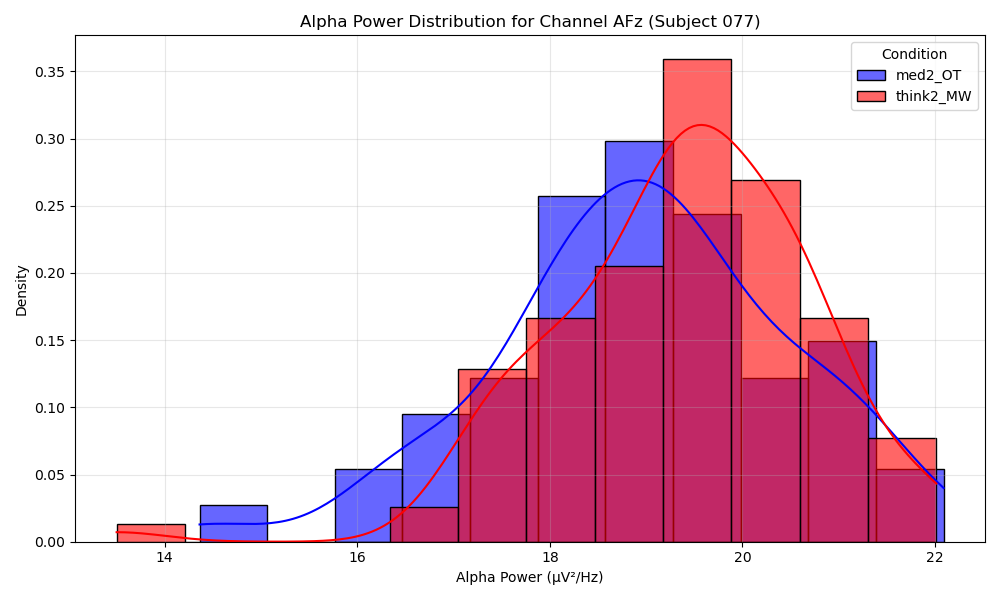 Alpha Power Distribution for Channel AFz (Subject 077)
Condition
med2_OT
think2_MW
0.35
0.30
0.25
0.20
0.15
0.10
0.05
0.00
Density
14 16 18 20 22
Alpha Power (µV²/Hz)